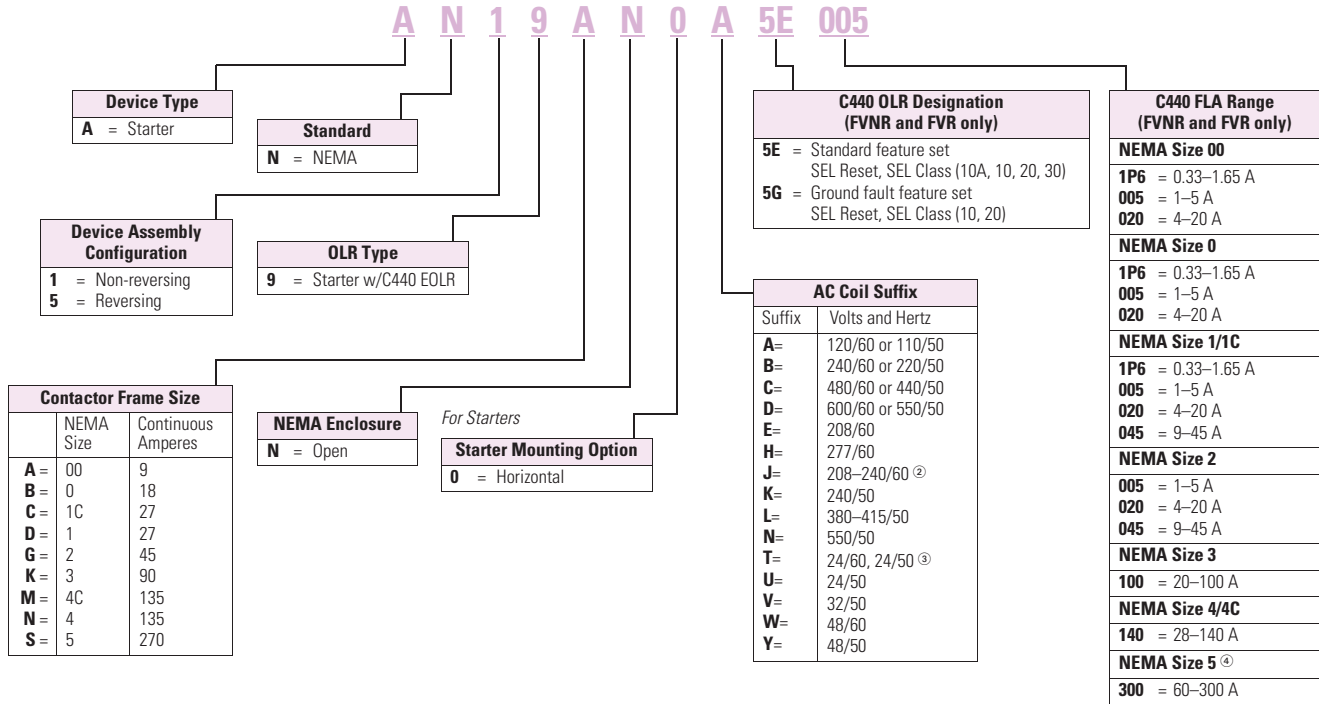 A N 1 9 A N 0 A 5E 005
Device Type
A = Starter
Standard
N = NEMA
Device Assembly
Configuration
1 = Non-reversing
5 = Reversing
OLR Type
9 = Starter w/C440 EOLR
Contactor Frame Size
NEMA Size Continuous Amperes
A = 00 9
B = 0 18
C = 1C 27
D = 1 27
G = 2 45
K = 3 90
M = 4C 135
N = 4 135
S = 5 270
NEMA Enclosure
N = Open
For Starters
Starter Mounting Option
0 = Horizontal
C440 OLR Designation
(FVNR and FVR only)
5E = Standard feature set
SEL Reset, SEL Class (10A, 10, 20, 30)
5G = Ground fault feature set
SEL Reset, SEL Class (10, 20)
AC Coil Suffix
Suffix Volts and Hertz
A= 120/60 or 110/50
B= 240/60 or 220/50
C= 480/60 or 440/50
D= 600/60 or 550/50
E= 208/60
H= 277/60
J= 208–240/60 ②
K= 240/50
L= 380–415/50
N= 550/50
T= 24/60, 24/50 ③
U= 24/50
V= 32/50
W= 48/60
Y= 48/50
C440 FLA Range
(FVNR and FVR only)
NEMA Size 00
1P6 = 0.33–1.65 A
005 = 1–5 A
020 = 4–20 A
NEMA Size 0
1P6 = 0.33–1.65 A
005 = 1–5 A
020 = 4–20 A
NEMA Size 1/1C
1P6 = 0.33–1.65 A
005 = 1–5 A
020 = 4–20 A
045 = 9–45 A
NEMA Size 2
005 = 1–5 A
020 = 4–20 A
045 = 9–45 A
NEMA Size 3
100 = 20–100 A
NEMA Size 4/4C
140 = 28–140 A
NEMA Size 5 ④
300 = 60–300 A